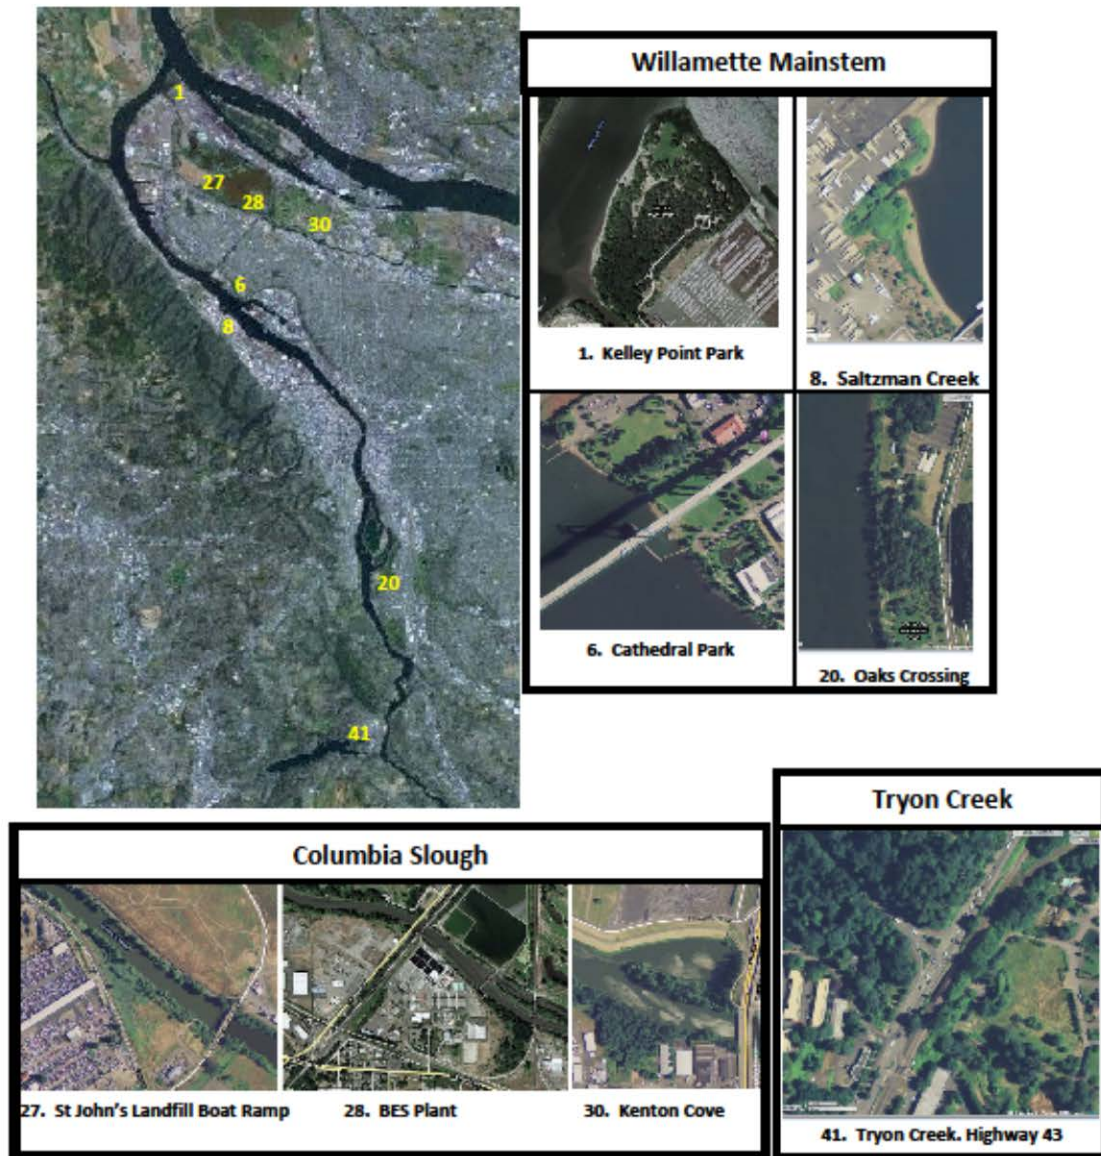 1
27
28
30
6
8
20
41
Willamette Mainstem
1. Kelley Point Park
8. Saltzman Creek
6. Cathedral Park
20. Oaks Crossing
Columbia Slough
27. St John's Landfill Boat Ramp
28. BES Plant
30. Kenton Cove
Tryon Creek
41. Tryon Creek. Highway 43